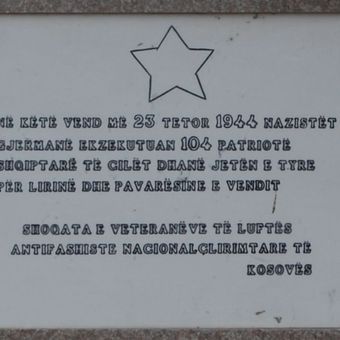 NË KËTË VEND MË 23 TETOR 1944 NAZISTËT
GJERMANË EKZEKUTUAN 104 PATRIOTË
SHQIPTARË TË CILËT DHANË JETËN E TYRE
PËR LIRINË DHE PAVARËSINË E VENDIT
SHOQATA E VETERANËVE TË LUFTËS
ANTIFASHISTE NACIONALÇLIRIMTARE TË
KOSOVËS